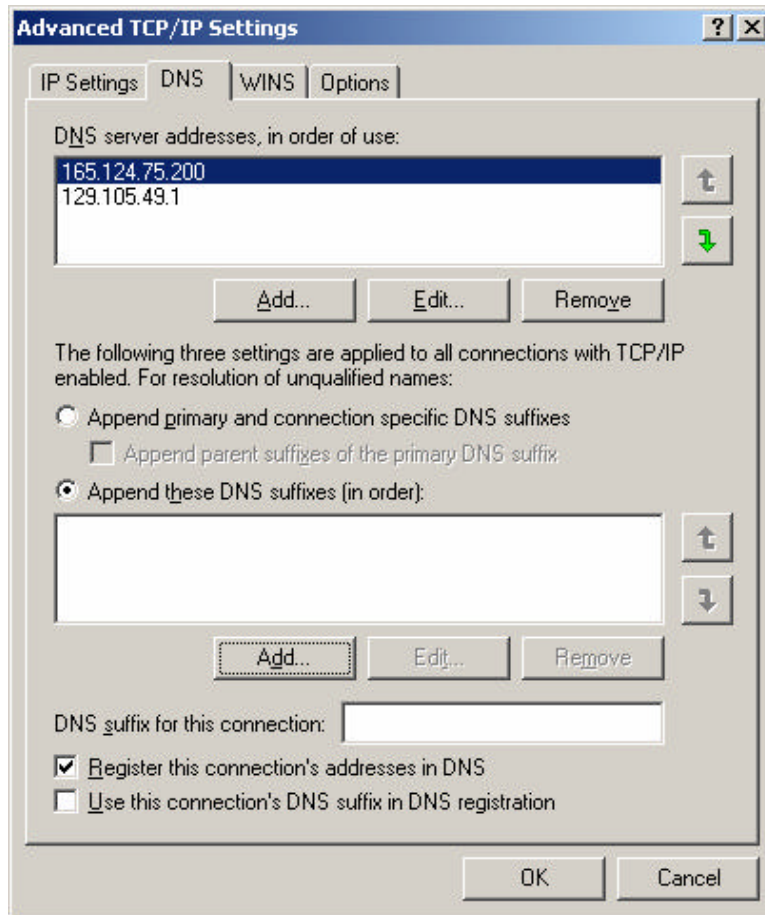 Advanced TCP/IP Settings
IP Settings DNS WINS Options
DNS server addresses, in order of use:
165.124.75.200
129.105.49.1
Add... Edit... Remove
The following three settings are applied to all connections with TCP/IP
enabled. For resolution of unqualified names:
Append primary and connection specific DNS suffixes
Append parent suffixes of the primary DNS suffix
Append these DNS suffixes (in order):
Add... Edit... Remove
DNS suffix for this connection:
Register this connection's addresses in DNS
Use this connection's DNS suffix in DNS registration
OK Cancel